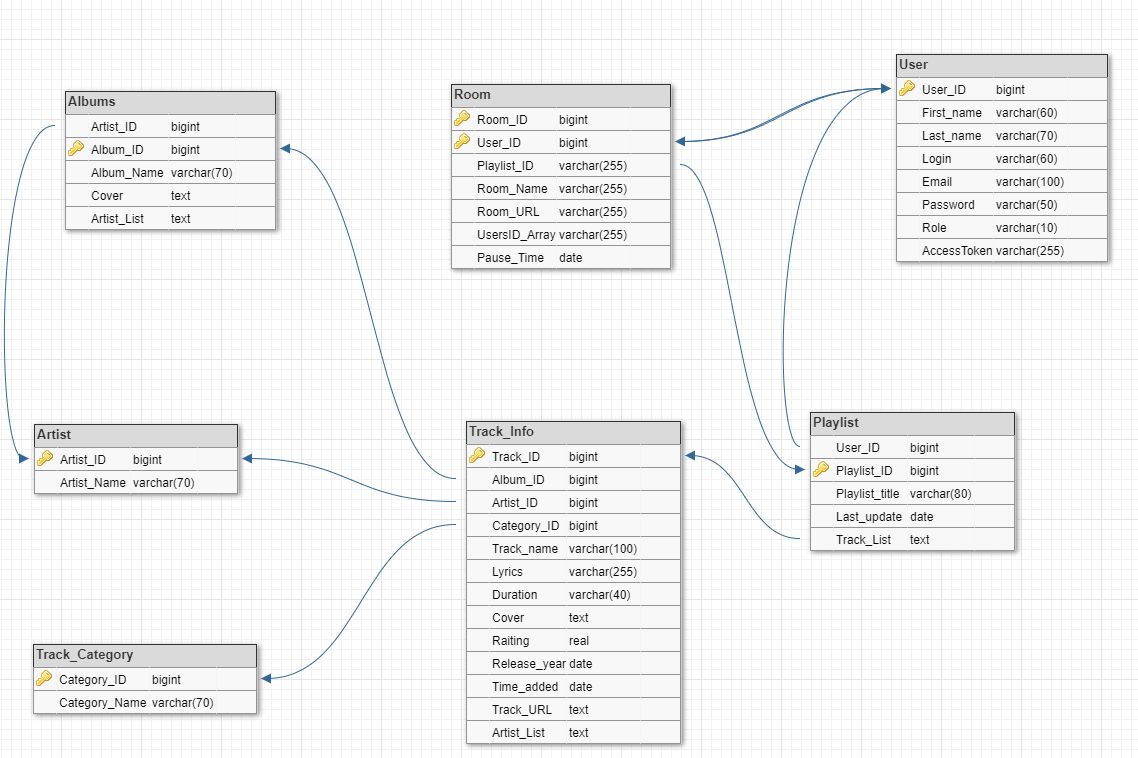 Albums
Artist_ID bigint
Album_ID bigint
Album_Name varchar(70)
Cover text
Artist_List text
Room
Room_ID bigint
User_ID bigint
Playlist_ID varchar(255)
Room_Name varchar(255)
Room_URL varchar(255)
UsersID_Array varchar(255)
Pause_Time date
User
User_ID bigint
First_name varchar(60)
Last_name varchar(70)
Login varchar(60)
Email varchar(100)
Password varchar(50)
Role varchar(10)
AccessToken varchar(255)
Artist
Artist_ID bigint
Artist_Name varchar(70)
Track_Info
Track_ID bigint
Album_ID bigint
Artist_ID bigint
Category_ID bigint
Track_name varchar(100)
Lyrics varchar(255)
Duration varchar(40)
Cover text
Raiting real
Release_year date
Time_added date
Track_URL text
Artist_List text
Playlist
User_ID bigint
Playlist_ID bigint
Playlist_title varchar(80)
Last_update date
Track_List text
Track_Category
Category_ID bigint
Category_Name varchar(70)